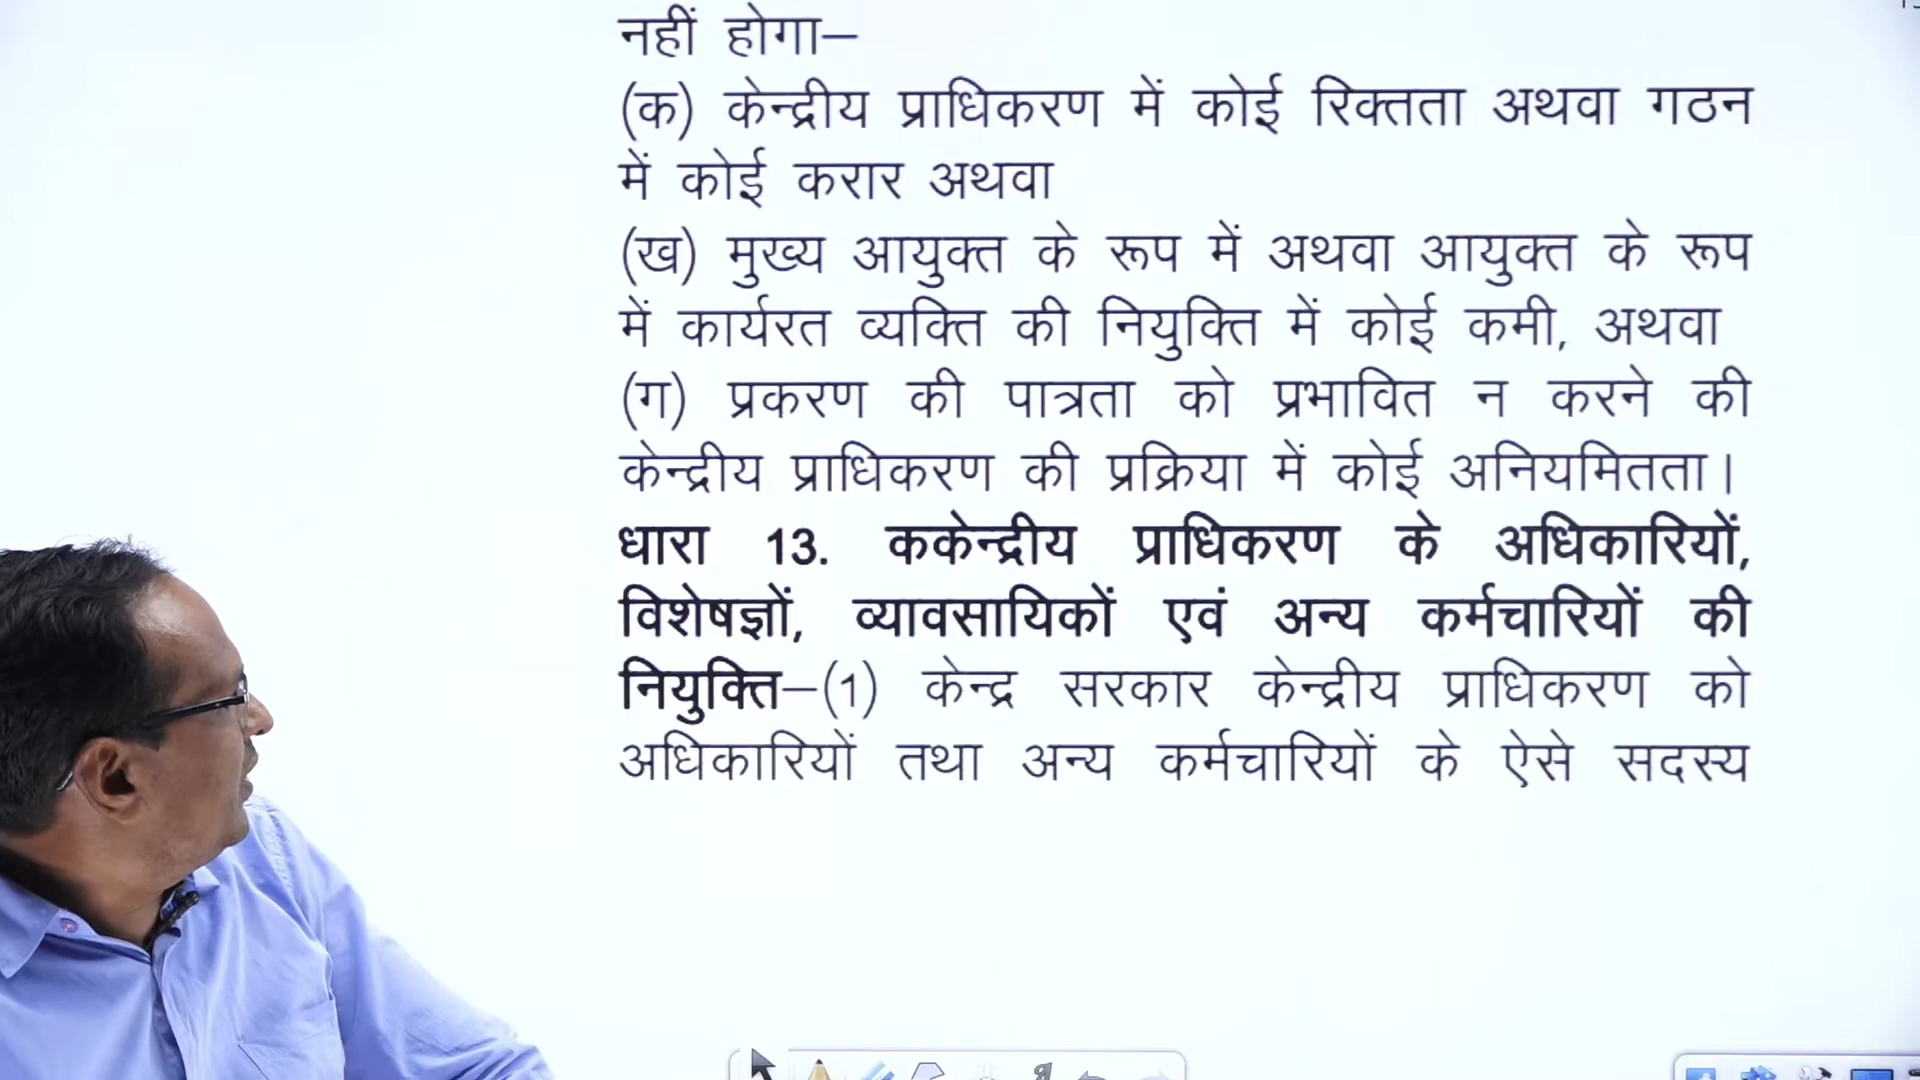 नहीं होगा–
(क) केन्द्रीय प्राधिकरण में कोई रिक्तता अथवा गठन
में कोई करार अथवा
(ख) मुख्य आयुक्त के रूप में अथवा आयुक्त के रूप
में कार्यरत व्यक्ति की नियुक्ति में कोई कमी, अथवा
(ग) प्रकरण की पात्रता को प्रभावित न करने की
केन्द्रीय प्राधिकरण की प्रक्रिया में कोई अनियमितता।
धारा 13. ककेन्द्रीय प्राधिकरण के अधिकारियों,
विशेषज्ञों, व्यावसायिकों एवं अन्य कर्मचारियों की
नियुक्ति–(1) केन्द्र सरकार केन्द्रीय प्राधिकरण को
अधिकारियों तथा अन्य कर्मचारियों के ऐसे सदस्य